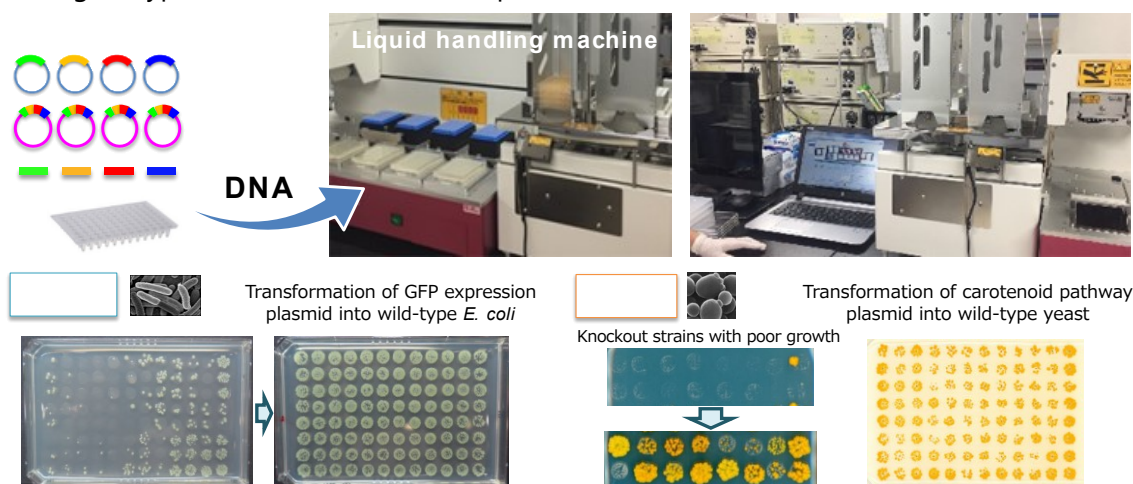 Liquid handling machine
DNA
Transformation of GFP expression
plasmid into wild-type E. coli
Transformation of carotenoid pathway
plasmid into wild-type yeast
Knockout strains with poor growth